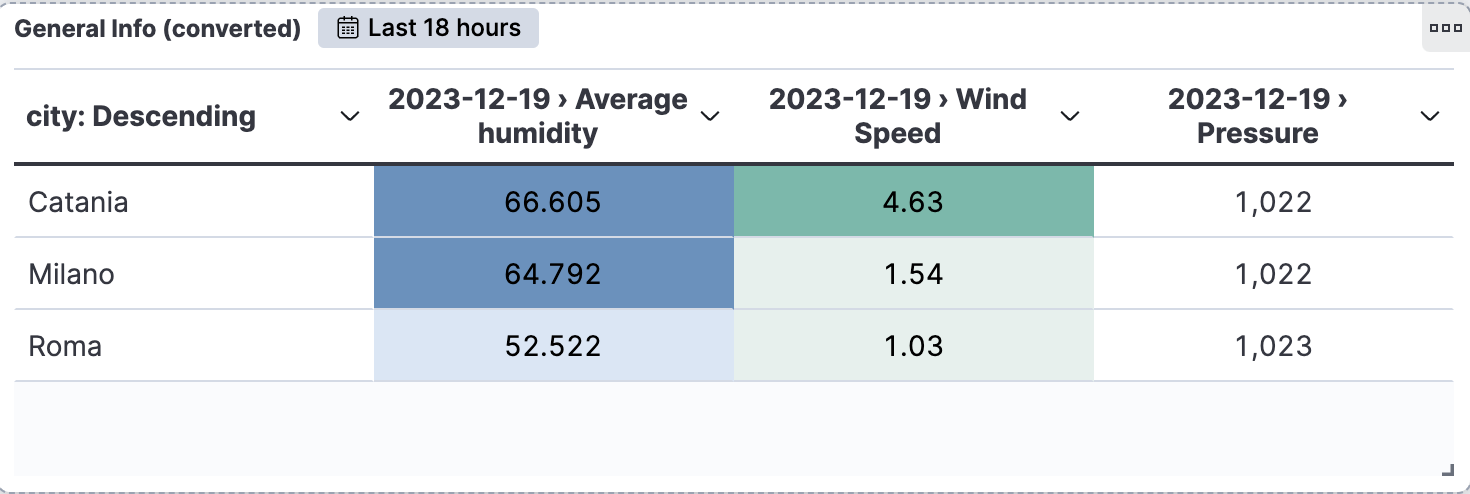 General Info (converted) Last 18 hours
city: Descending 2023-12-19 › Average humidity 2023-12-19 › Wind Speed 2023-12-19 › Pressure
Catania 66.605 4.63 1,022
Milano 64.792 1.54 1,022
Roma 52.522 1.03 1,023